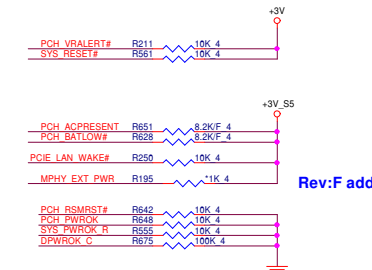 +3V
PCH_VRALERT# R211 10K_4
SYS_RESET# R561 10K_4
+3V_S5
PCH_ACPRESENT R651 8.2K/F_4
PCH_BATLOW# R628 8.2K/F_4
PCIE_LAN_WAKE# R250 10K_4
MPHY_EXT_PWR R195 *1K_4
Rev:F add
PCH_RSMRST# R642 10K_4
PCH_PWROK R648 10K_4
SYS_PWROK_R R555 10K_4
DPWROK_C R675 100K_4